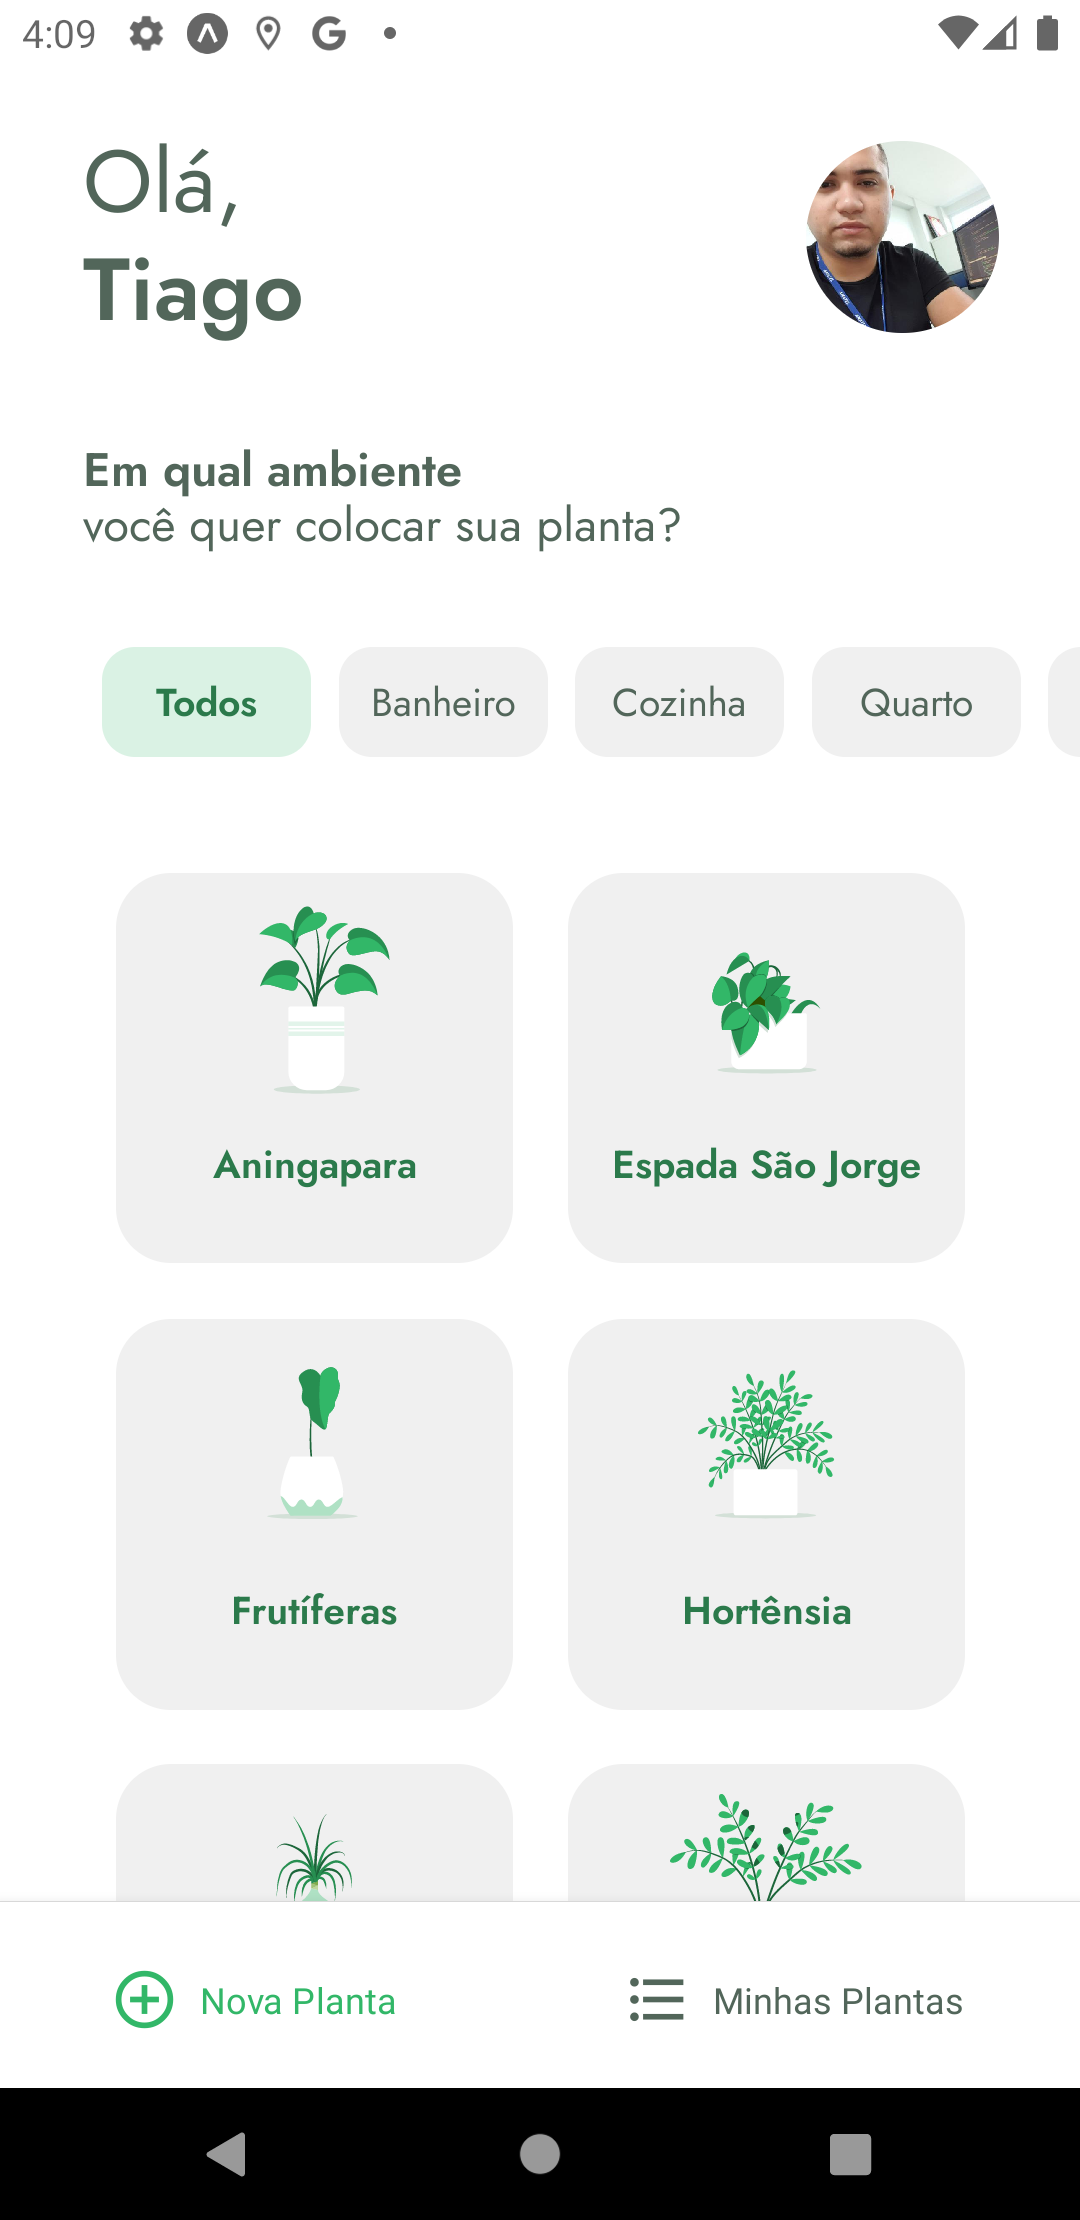 4:09
Olá,
Tiago
Em qual ambiente
você quer colocar sua planta?
Todos
Banheiro
Cozinha
Quarto
Aningapara
Espada São Jorge
Frutíferas
Hortênsia
Nova Planta
Minhas Plantas